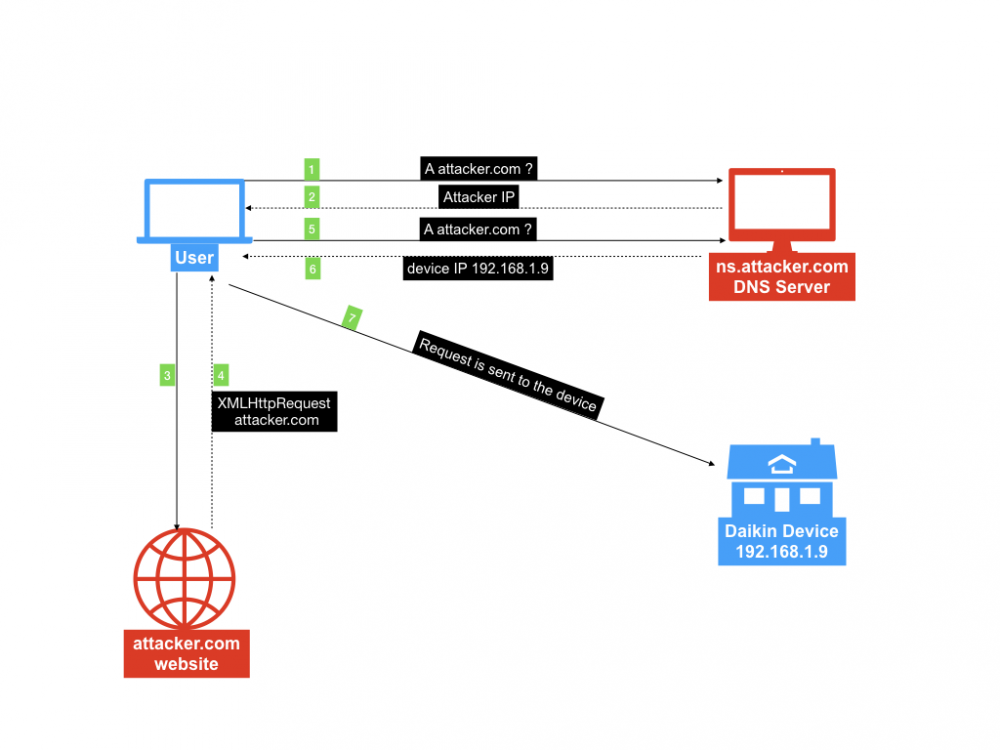 1
A attacker.com ?
2
Attacker IP
5
A attacker.com ?
6
device IP 192.168.1.9
User
ns.attacker.com
DNS Server
7
Request is sent to the device
3
4
XMLHttpRequest
attacker.com
Daikin Device
192.168.1.9
attacker.com
website